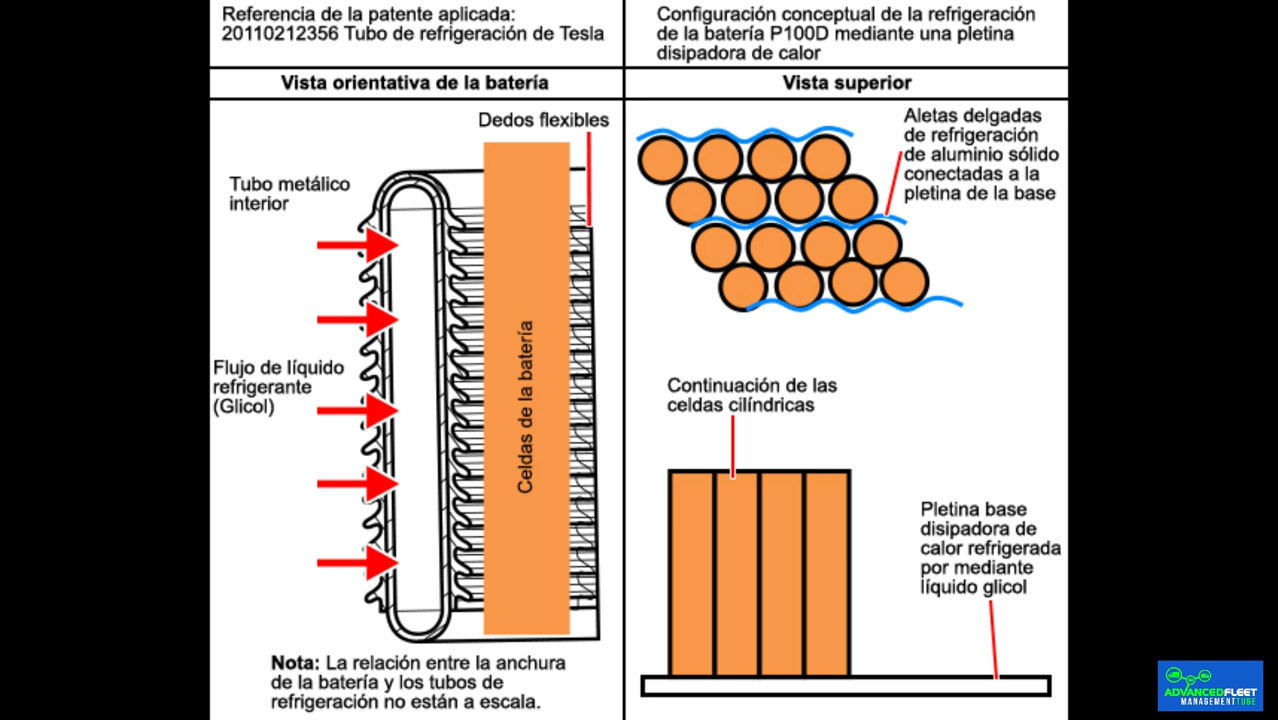 Referencia de la patente aplicada:
20110212356 Tubo de refrigeración de Tesla
Configuración conceptual de la refrigeración
de la batería P100D mediante una pletina
disipadora de calor
Vista orientativa de la batería
Vista superior
Dedos flexibles
Tubo metálico
interior
Flujo de líquido
refrigerante
(Glicol)
Celdas de la batería
Nota: La relación entre la anchura
de la batería y los tubos de
refrigeración no están a escala.
Aletas delgadas
de refrigeración
de aluminio sólido
conectadas a la
pletina de la base
Continuación de las
celdas cilíndricas
Pletina base
disipadora de
calor refrigerada
por mediante
líquido glicol
ADVANCEDFLEET
MANAGEMENTTUBE